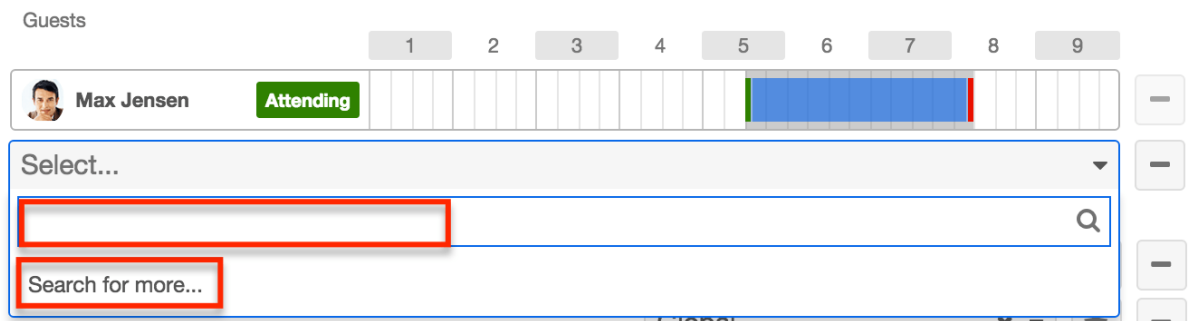 Guests
1 2 3 4 5 6 7 8 9
Max Jensen Attending
Select...
Search for more...